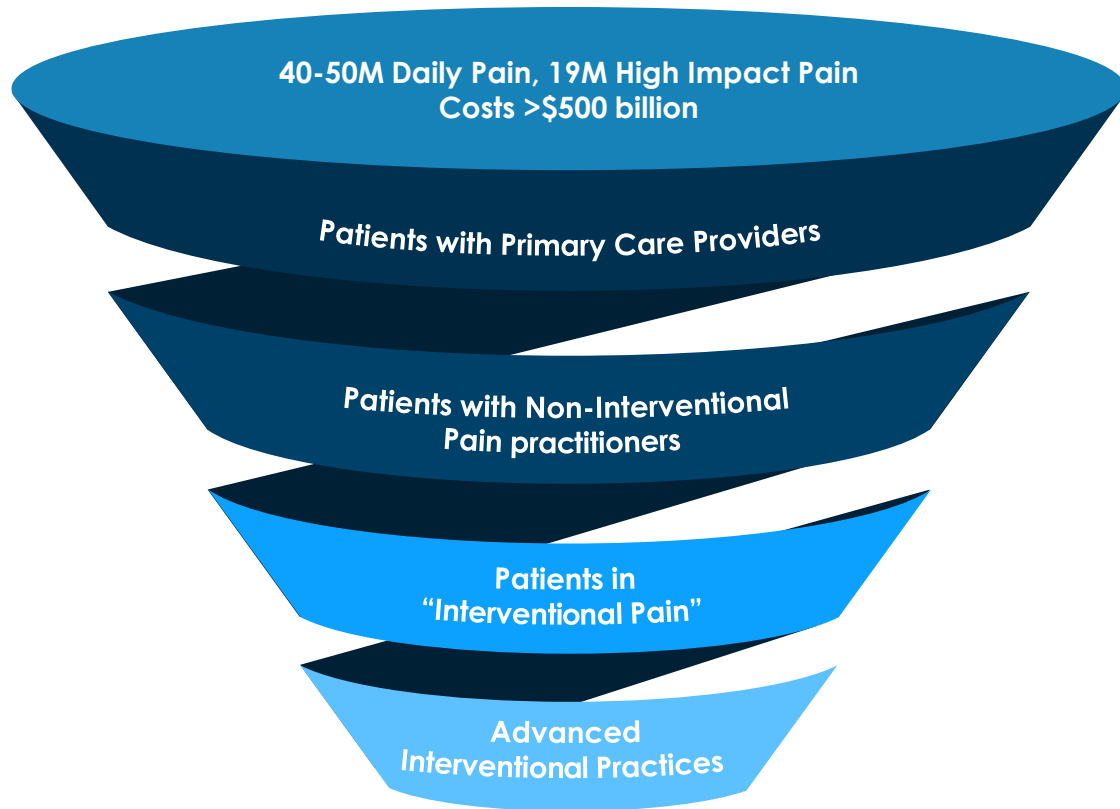 40-50M Daily Pain, 19M High Impact Pain
Costs >$500 billion
Patients with Primary Care Providers
Patients with Non-Interventional
Pain practitioners
Patients in
“Interventional Pain”
Advanced
Interventional Practices